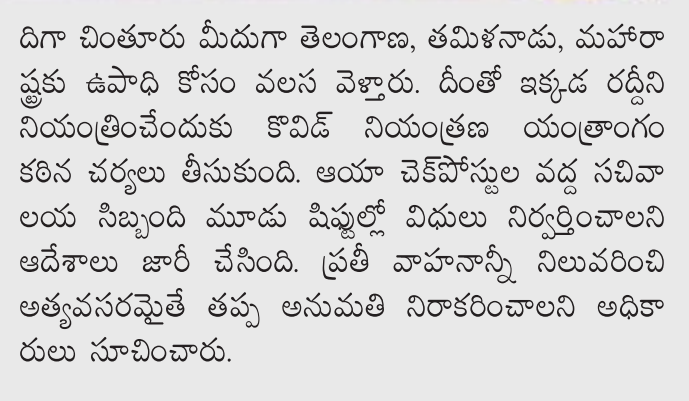 దిగా చింతూరు మీదుగా తెలంగాణ, తమిళనాడు, మహారా
ష్ట్రకు ఉపాధి కోసం వలస వెళ్తారు. దీంతో ఇక్కడ రద్దీని
నియంత్రించేందుకు కొవిడ్ నియంత్రణ యంత్రాంగం
కఠిన చర్యలు తీసుకుంది. ఆయా చెక్‌పోస్టుల వద్ద సచివా
లయ సిబ్బంది మూడు షిఫ్టుల్లో విధులు నిర్వర్తించాలని
ఆదేశాలు జారీ చేసింది. ప్రతీ వాహనాన్నీ నిలువరించి
అత్యవసరమైతే తప్ప అనుమతి నిరాకరించాలని అధికా
రులు సూచించారు.